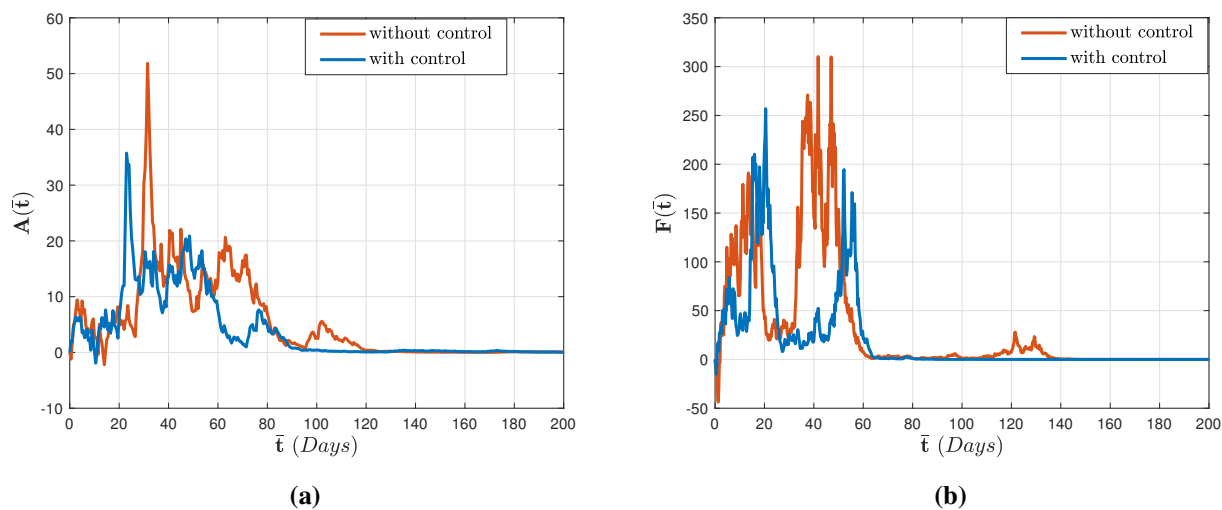 60
50
40
30
20
10
0
-10
A(t̄)
0 20 40 60 80 100 120 140 160 180 200
t̄ (Days)
without control
with control
(a)
350
300
250
200
150
100
50
0
-50
F(t̄)
0 20 40 60 80 100 120 140 160 180 200
t̄ (Days)
without control
with control
(b)